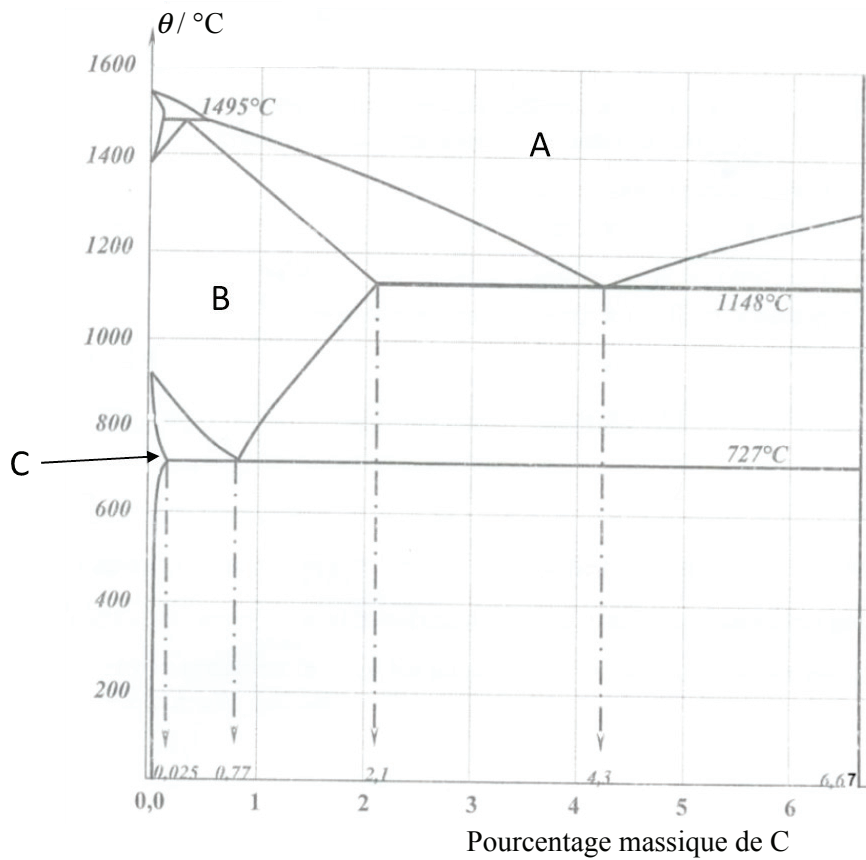 θ / °C
1600
1495°C
A
1400
1200
B
1148°C
1000
800
C
727°C
600
400
200
0,025 0,77 2,1 4,3 6,67
0,0 1 2 3 4 5 6
Pourcentage massique de C